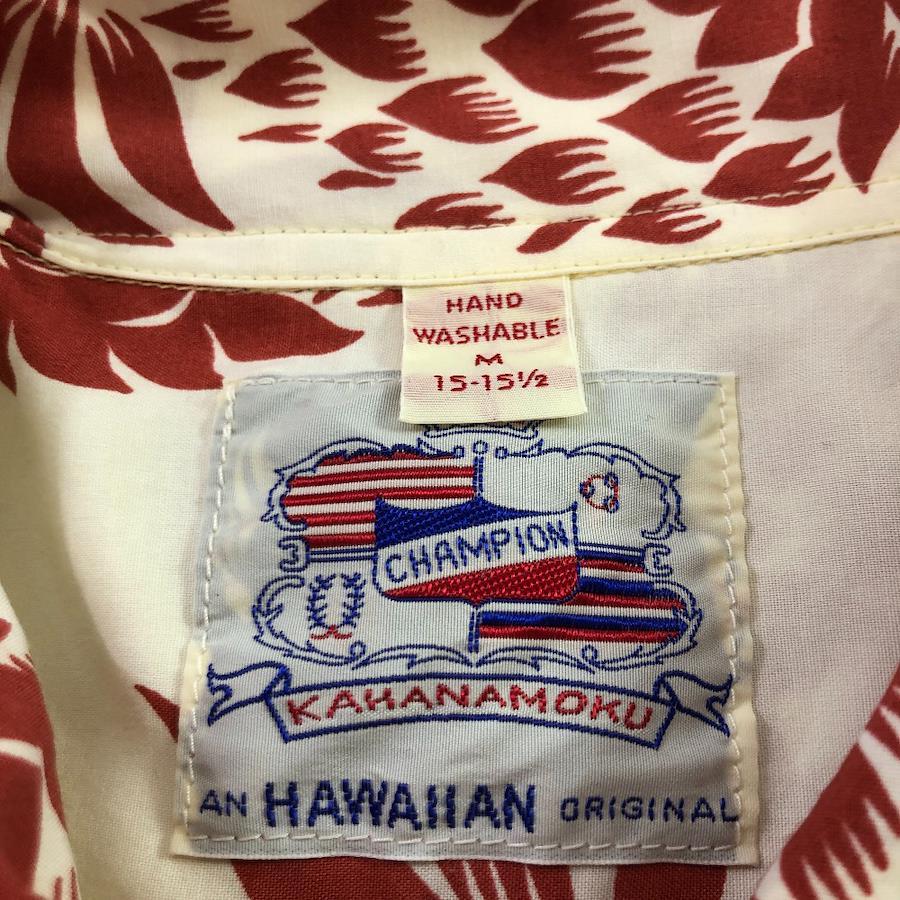 HAND
WASHABLE
M
15-15½
CHAMPION
KAHANAMOKU
AN HAWAIIAN ORIGINAL